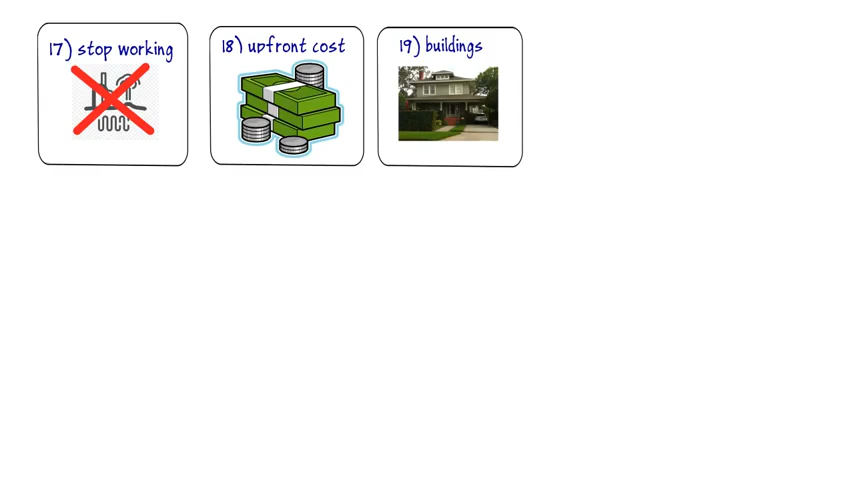 17) stop working
18) upfront cost
19) buildings